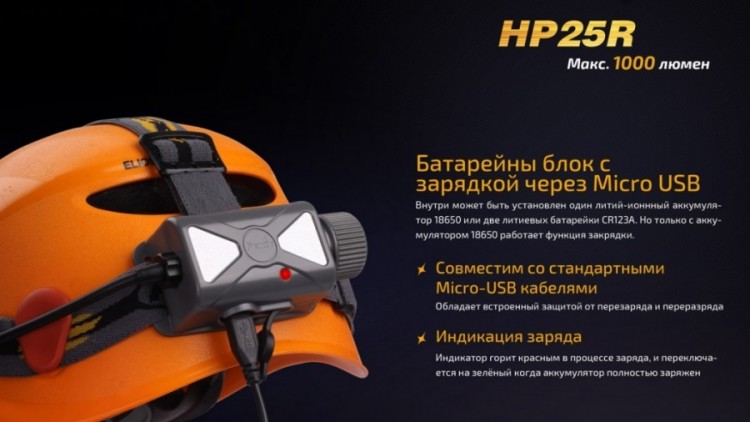 HP25R
Макс. 1000 люмен
Батарейны блок с
зарядкой через Micro USB
Внутри может быть установлен один литий-ионнный аккумуля-
тор 18650 или две литиевых батарейки CR123A. Но только с акку-
мулятором 18650 работает функция закрядки.
Совместим со стандартными
Micro-USB кабелями
Обладает встроенный защитой от перезаряда и переразряда
Индикация заряда
Индикатор горит красным в процессе заряда, и переключа-
ется на зелёный когда аккумулятор полностью заряжен